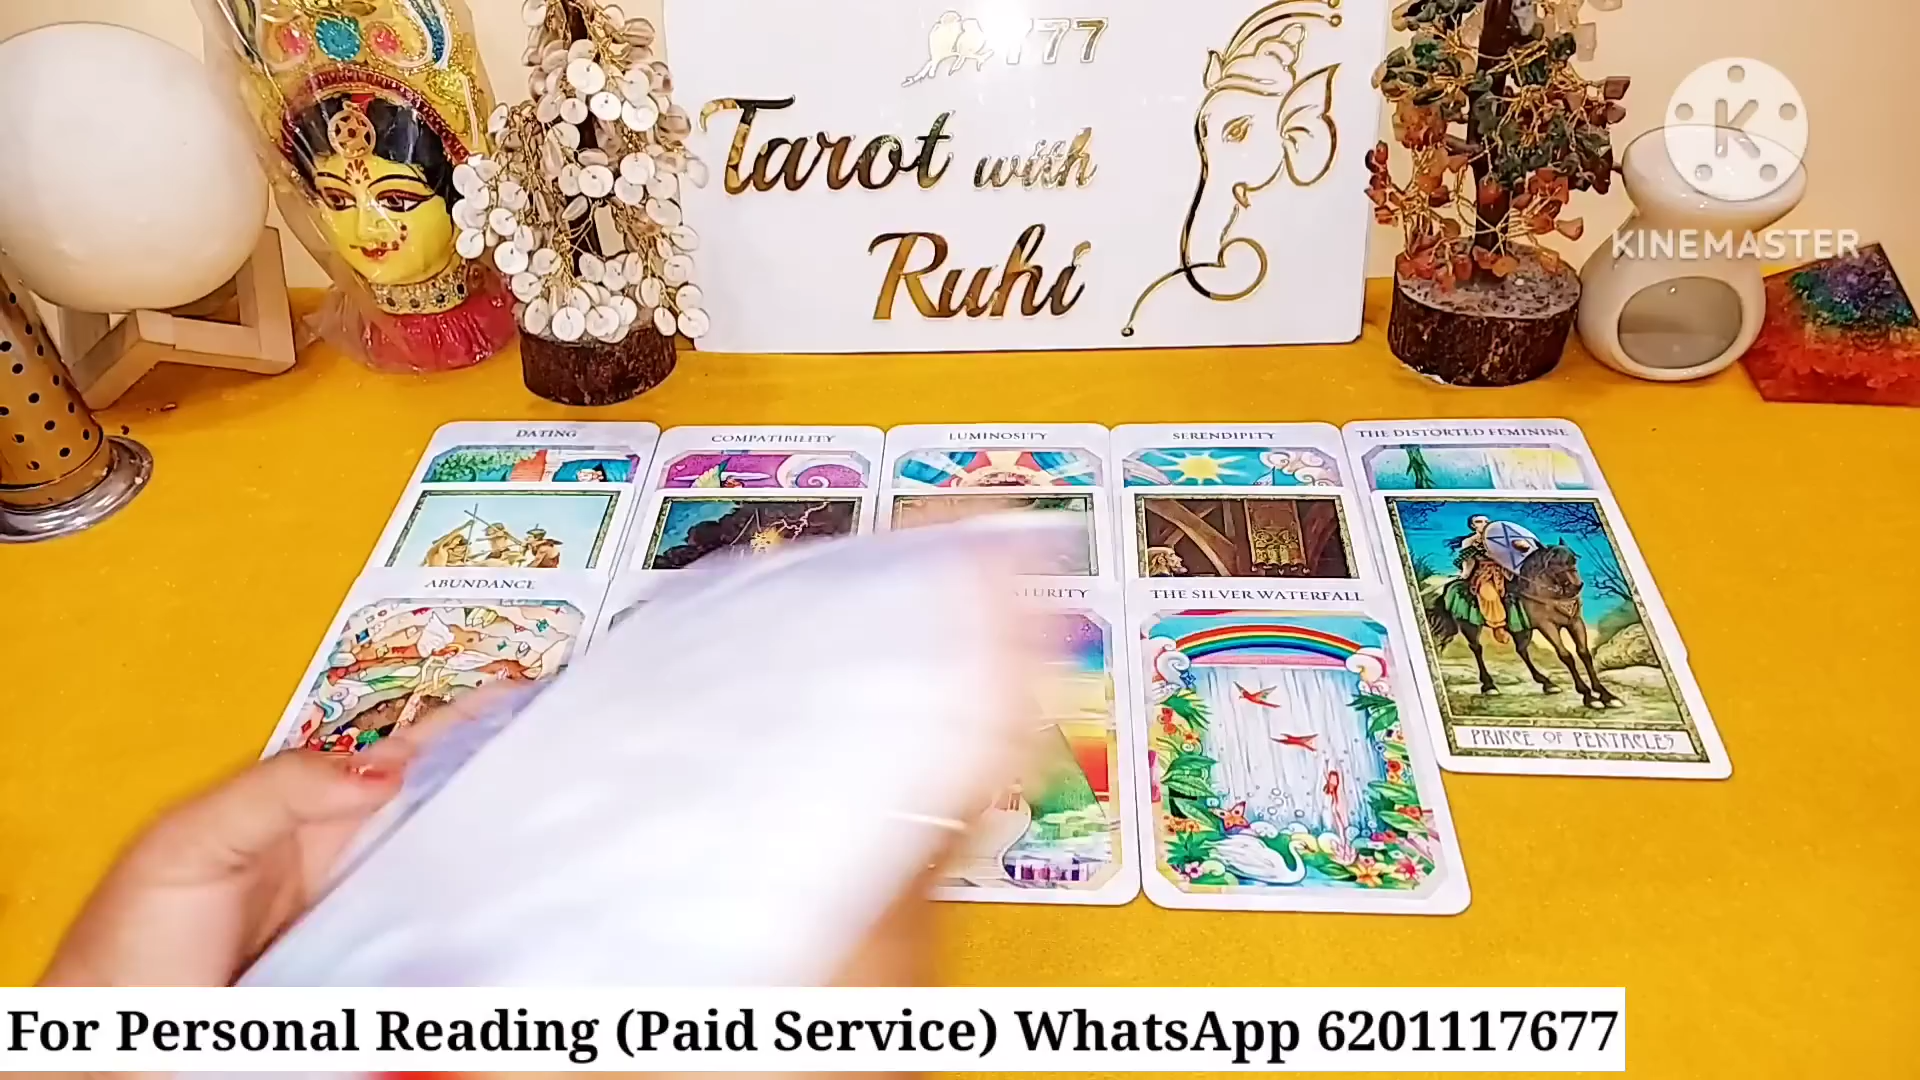 777
Tarot with
Ruhi
K
KINEMASTER
DATING
COMPATIBILITY
LUMINOSITY
SERENDIPITY
THE DISTORTED FEMININE
ABUNDANCE
THE SILVER WATERFALL
PRINCE OF PENTACLES
For Personal Reading (Paid Service) WhatsApp 6201117677